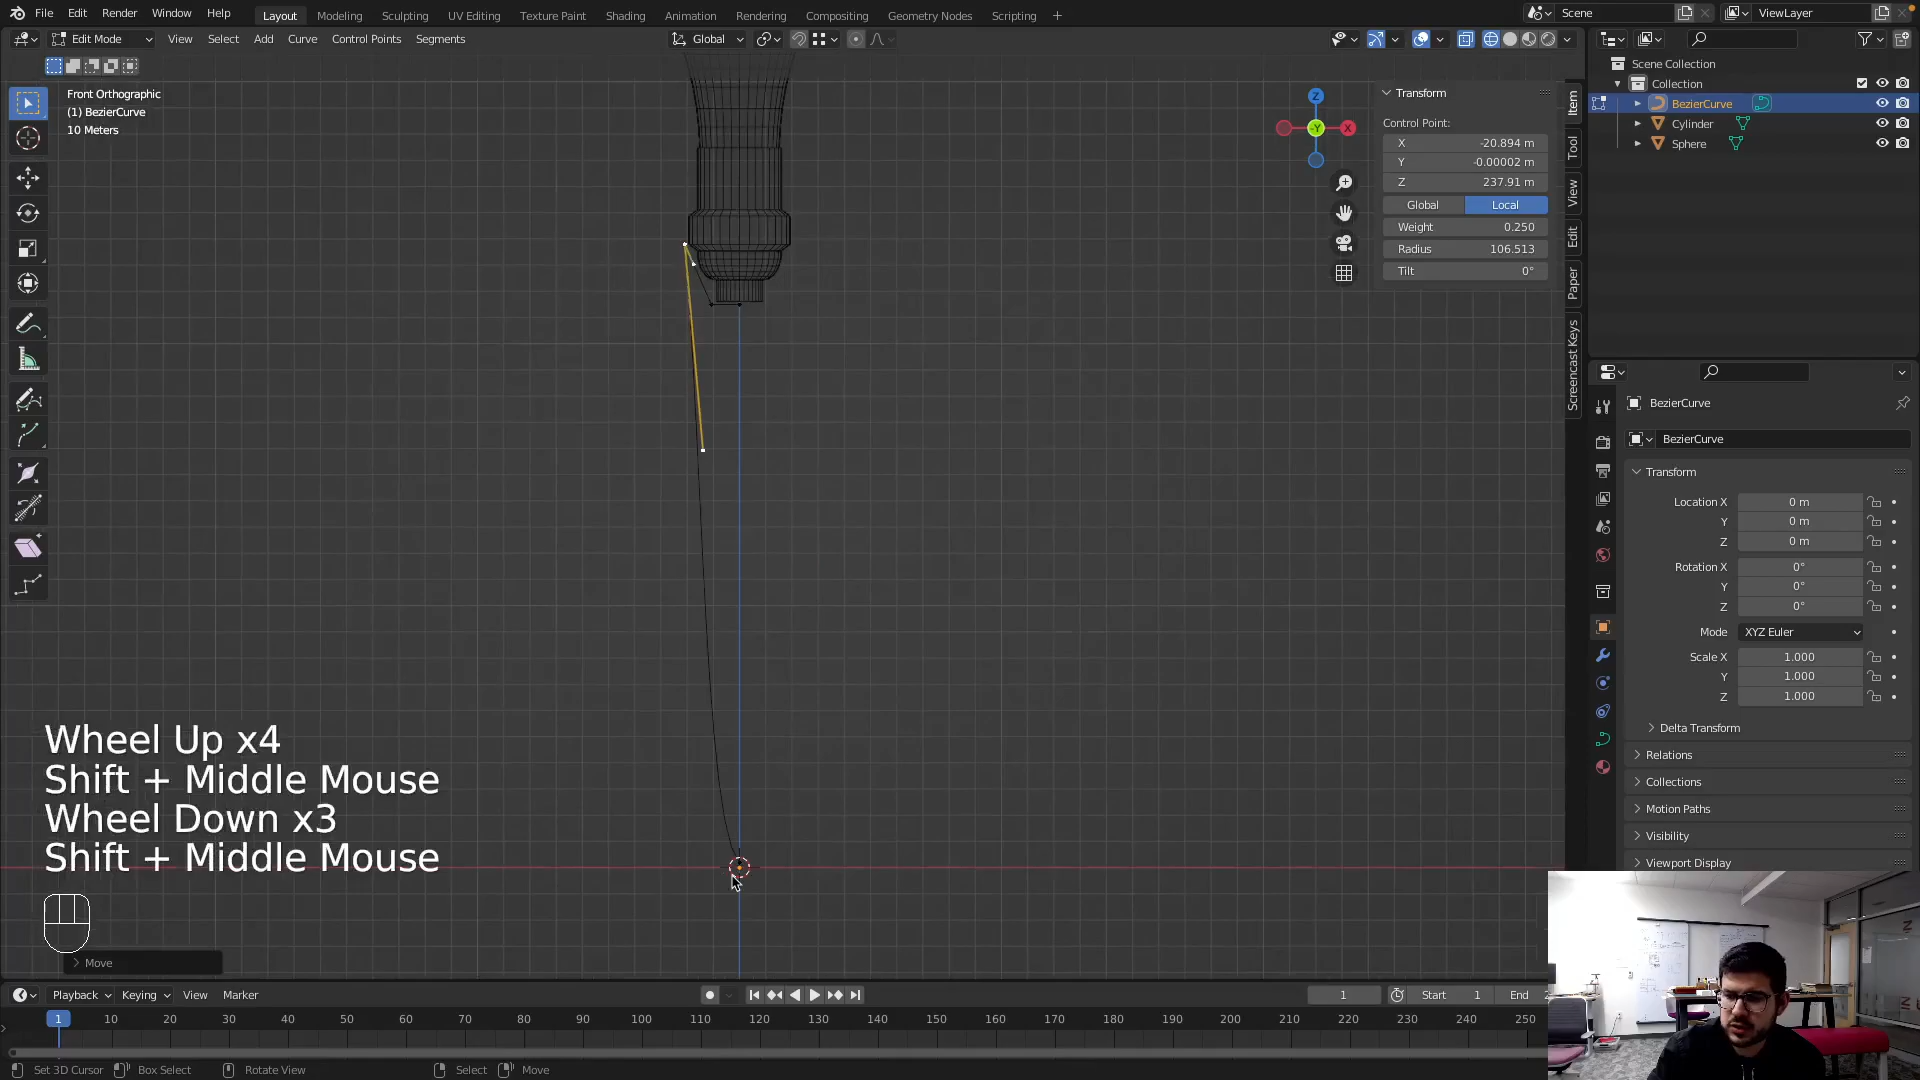 File Edit Render Window Help Layout Modeling Sculpting UV Editing Texture Paint Shading Animation Rendering Compositing Geometry Nodes Scripting + Scene ViewLayer
Edit Mode View Select Add Curve Control Points Segments Global
Scene Collection
Collection
BezierCurve
Cylinder
Sphere
Front Orthographic
(1) BezierCurve
10 Meters
Z
-Y
X
Transform
Control Point:
X -20.894 m
Y -0.00002 m
Z 237.91 m
Global Local
Weight 0.250
Radius 106.513
Tilt 0°
Item
Tool
View
Edit
Paper
Screencast Keys
BezierCurve
BezierCurve
Transform
Location X 0 m
Y 0 m
Z 0 m
Rotation X 0°
Y 0°
Z 0°
Mode XYZ Euler
Scale X 1.000
Y 1.000
Z 1.000
Delta Transform
Relations
Collections
Motion Paths
Visibility
Viewport Display
Wheel Up x4
Shift + Middle Mouse
Wheel Down x3
Shift + Middle Mouse
Move
Playback Keying View Marker 1 Start 1 End
1 10 20 30 40 50 60 70 80 90 100 110 120 130 140 150 160 170 180 190 200 210 220 230 240 250
Set 3D Cursor Box Select Rotate View Select Move